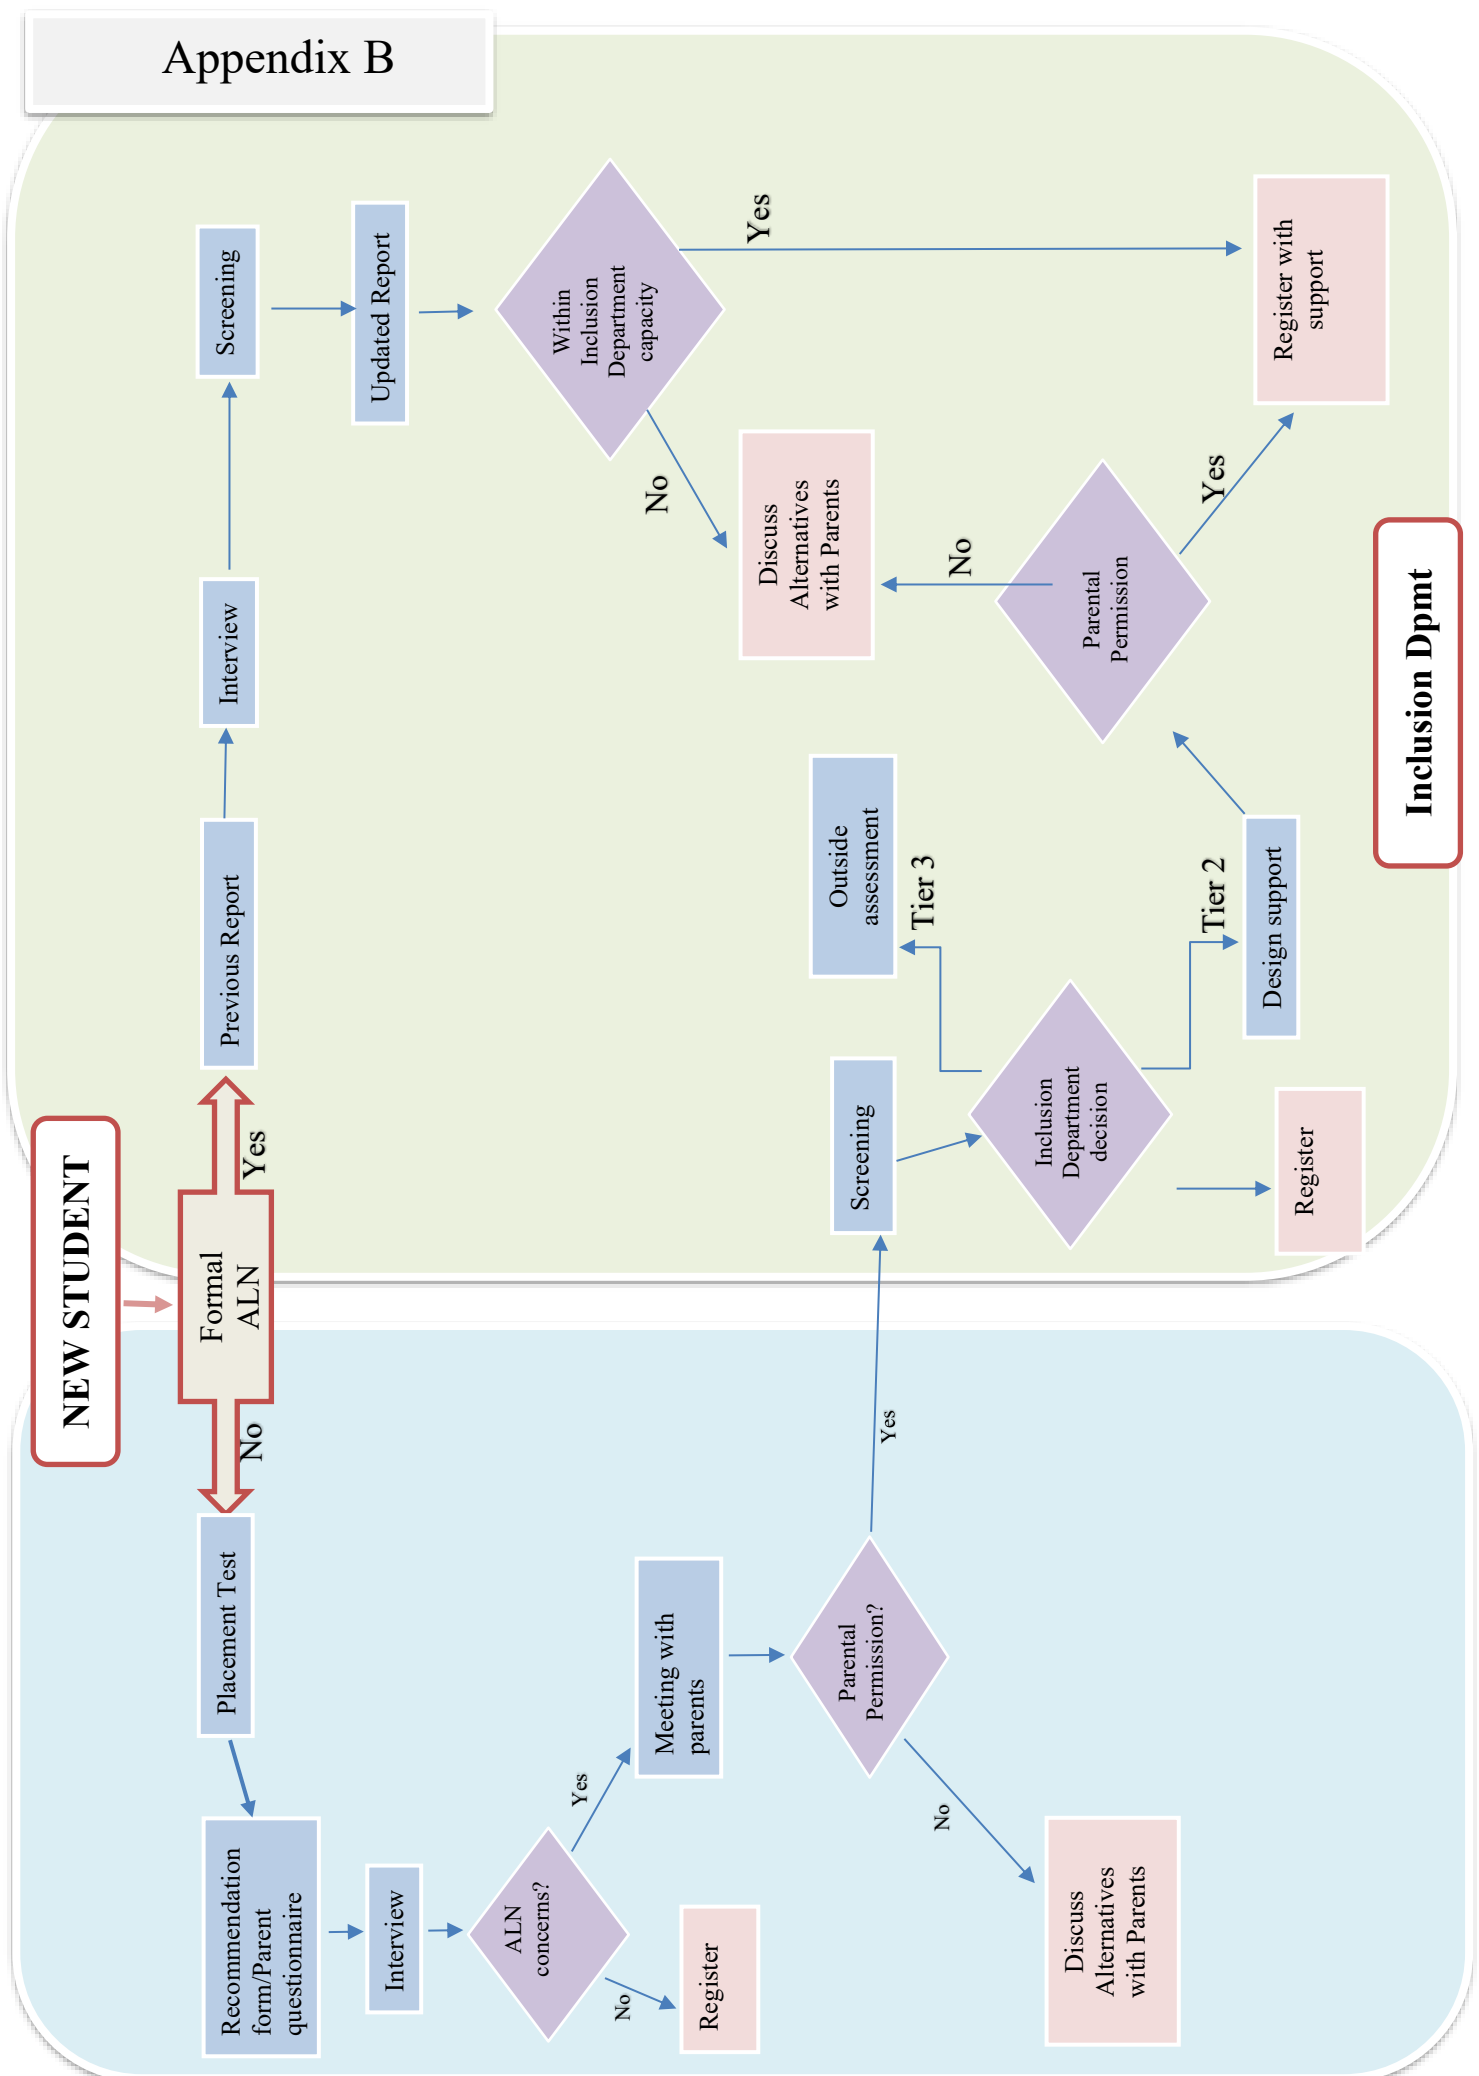 Appendix B
NEW STUDENT
Formal
ALN
No
Yes
Placement Test
Recommendation
form/Parent
questionnaire
Interview
ALN
concerns?
No
Register
Yes
Meeting with
parents
Parental
Permission?
No
Discuss
Alternatives
with Parents
Yes
Previous Report
Interview
Screening
Updated Report
Within
Inclusion
Department
capacity
No
Yes
Discuss
Alternatives
with Parents
Screening
Inclusion
Department
decision
Register
Tier 3
Outside
assessment
Tier 2
Design support
Parental
Permission
No
Yes
Register with
support
Inclusion Dpmt